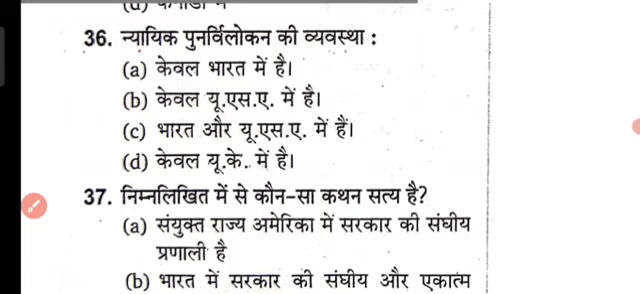 36. न्यायिक पुनर्विलोकन की व्यवस्था :
(a) केवल भारत में है।
(b) केवल यू.एस.ए. में है।
(c) भारत और यू.एस.ए. में हैं।
(d) केवल यू.के. में है।
37. निम्नलिखित में से कौन-सा कथन सत्य है?
(a) संयुक्त राज्य अमेरिका में सरकार की संघीय
प्रणाली है
(b) भारत में सरकार की संघीय और एकात्म